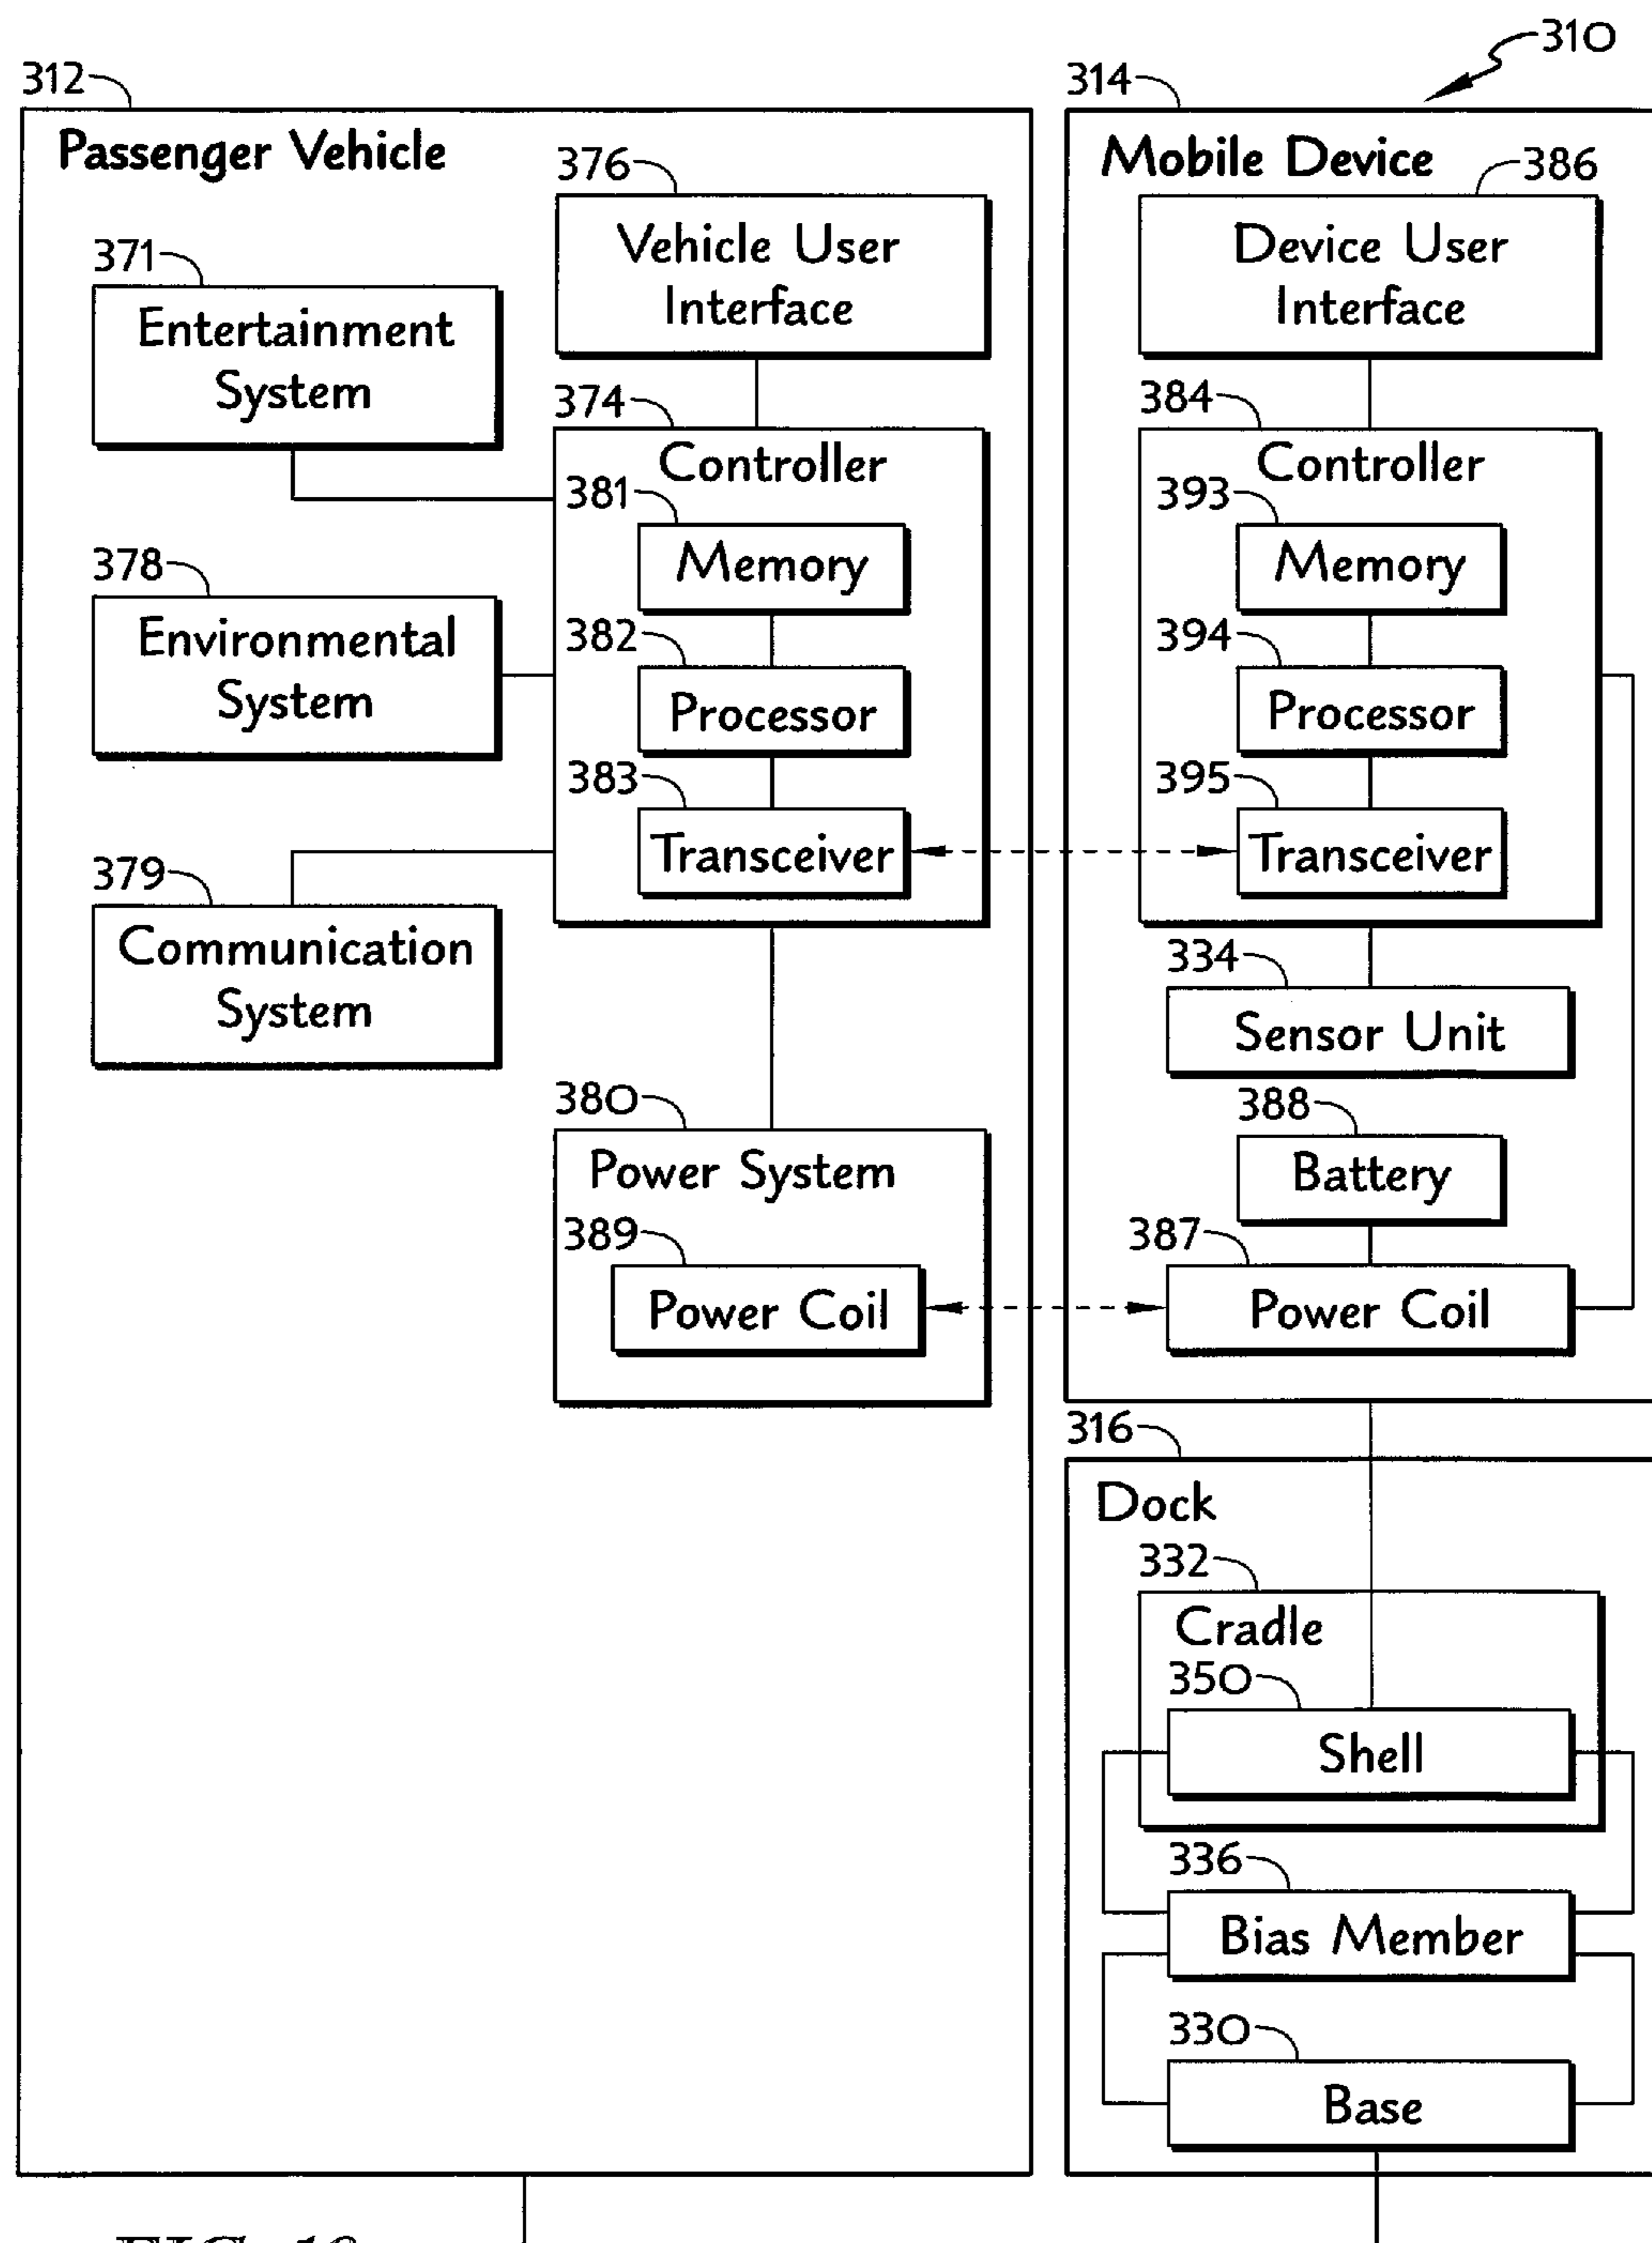 310
312
Passenger Vehicle
376
Vehicle User
Interface
371
Entertainment
System
374
Controller
381
Memory
378
Environmental
System
382
Processor
383
Transceiver
379
Communication
System
380
Power System
389
Power Coil
314
Mobile Device
386
Device User
Interface
384
Controller
393
Memory
394
Processor
395
Transceiver
334
Sensor Unit
388
Battery
387
Power Coil
316
Dock
332
Cradle
350
Shell
336
Bias Member
330
Base